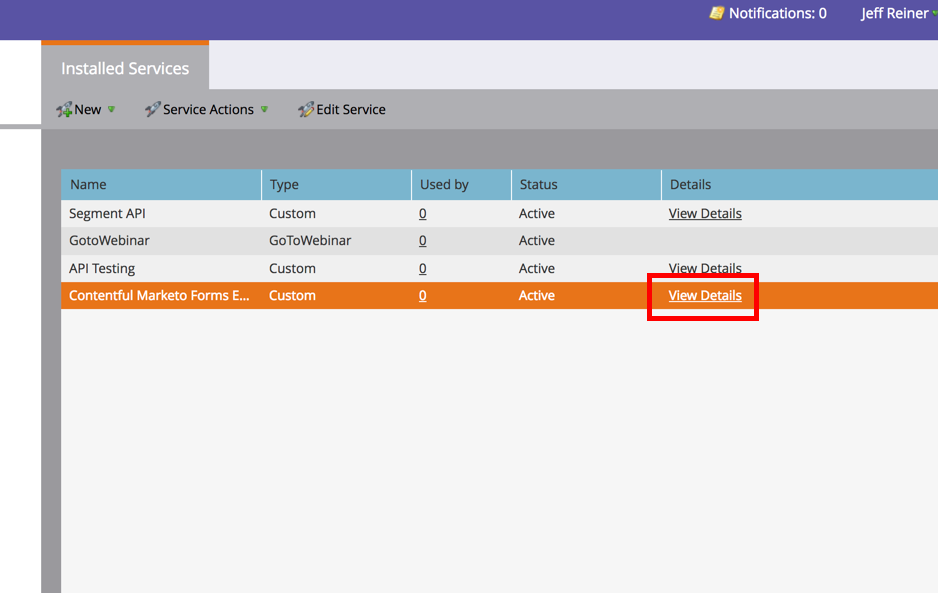 Notifications: 0 Jeff Reiner
Installed Services
New Service Actions Edit Service
Name Type Used by Status Details
Segment API Custom 0 Active View Details
GotoWebinar GoToWebinar 0 Active
API Testing Custom 0 Active View Details
Contentful Marketo Forms E... Custom 0 Active View Details